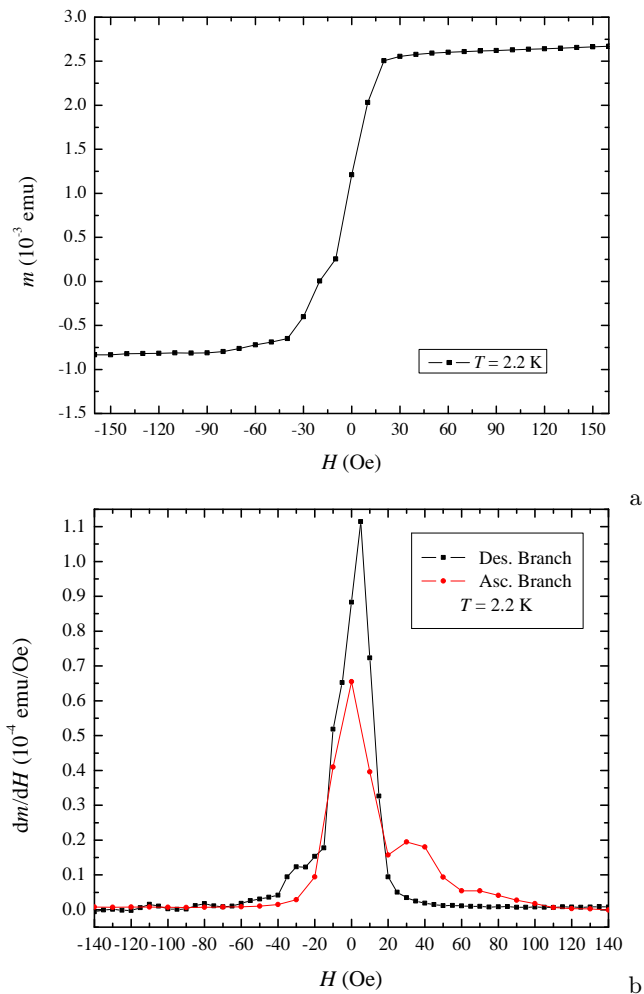 3.0
2.5
2.0
1.5
1.0
0.5
0.0
-0.5
-1.0
-1.5
m (10⁻³ emu)
T = 2.2 K
-150 -120 -90 -60 -30 0 30 60 90 120 150
H (Oe)
a
1.1
1.0
0.9
0.8
0.7
0.6
0.5
0.4
0.3
0.2
0.1
0.0
dm/dH (10⁻⁴ emu/Oe)
Des. Branch
Asc. Branch
T = 2.2 K
-140 -120 -100 -80 -60 -40 -20 0 20 40 60 80 100 120 140
H (Oe)
b